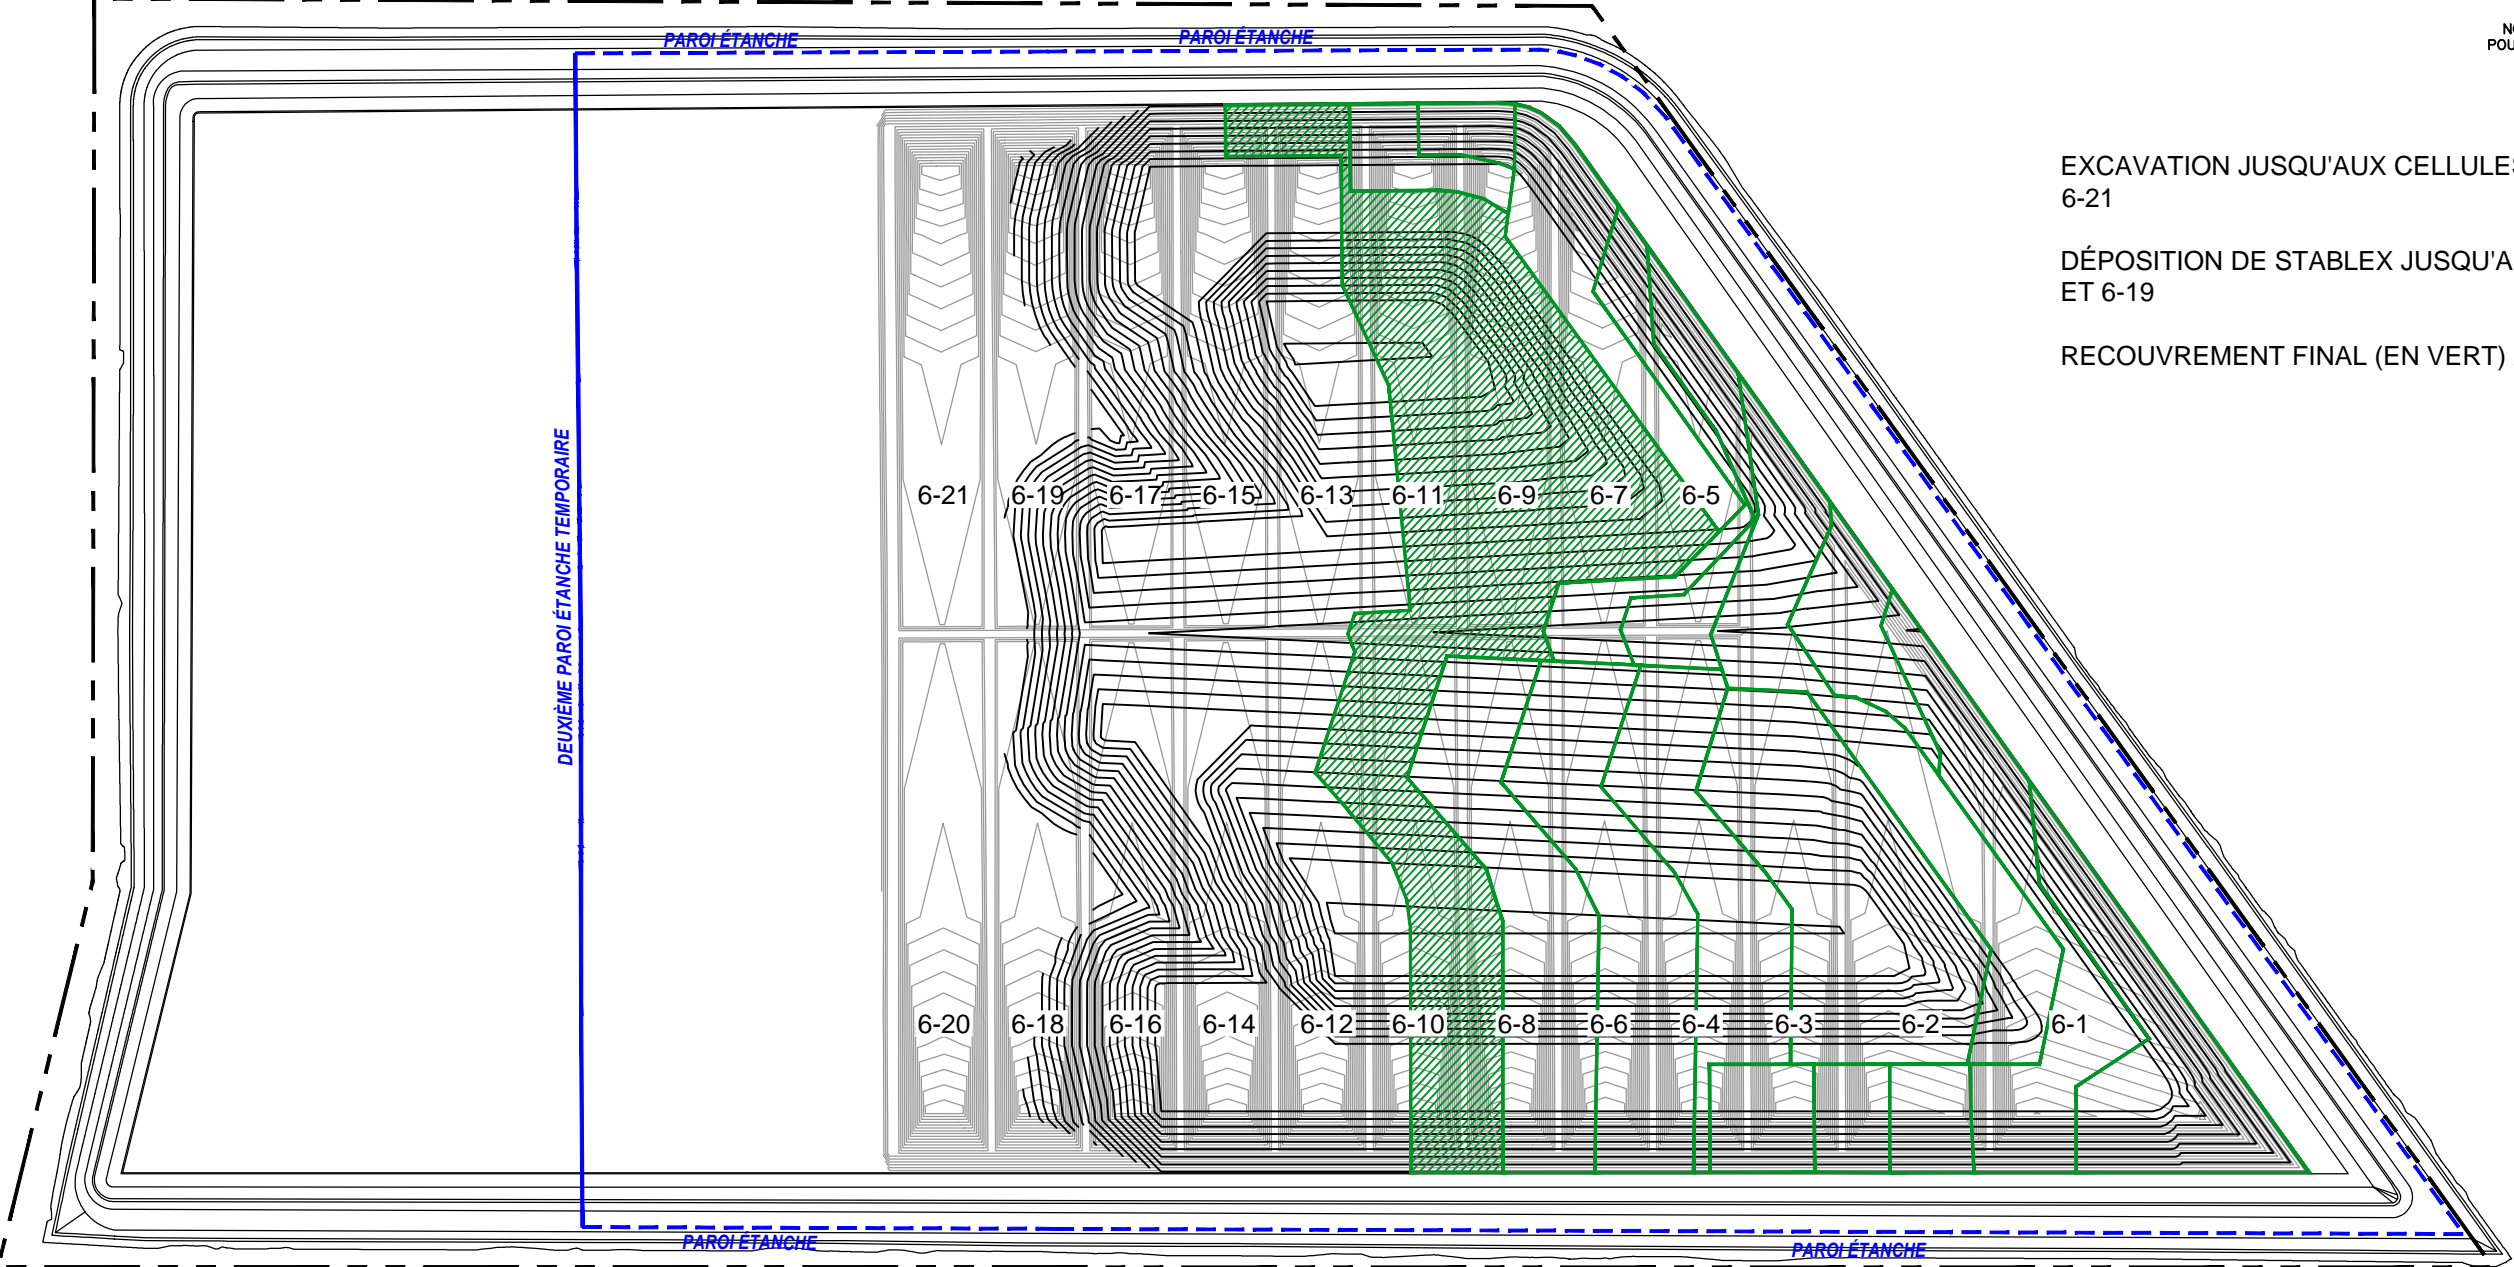 PAROI ÉTANCHE
PAROI ÉTANCHE
EXCAVATION JUSQU'AUX
6-21
DÉPOSITION DE STABLEX
ET 6-19
RECOUVREMENT FINAL (EN VERT)
DEUXIÈME PAROI ÉTANCHE TEMPORAIRE
6-21 6-19 6-17 6-15 6-13 6-11 6-9 6-7 6-5
6-20 6-18 6-16 6-14 6-12 6-10 6-8 6-6 6-4 6-3 6-2 6-1
PAROI ÉTANCHE
PAROI ÉTANCHE